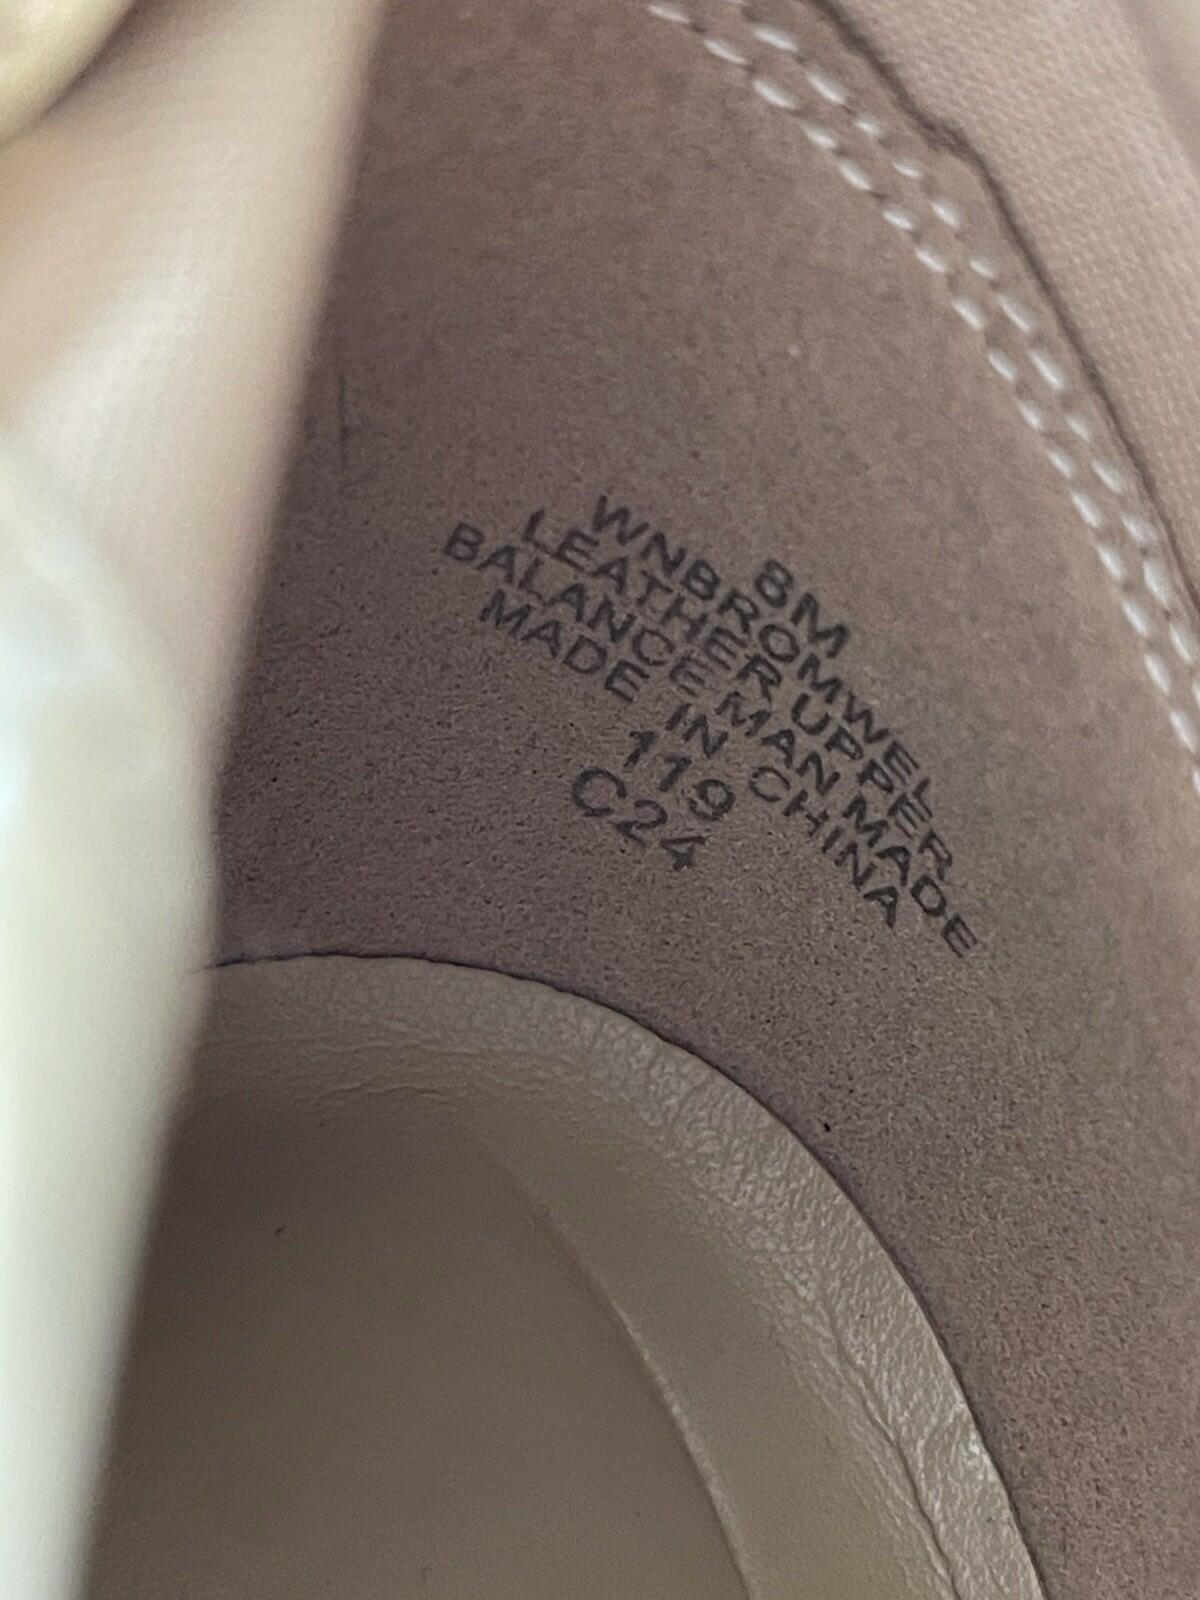 8M
WNBROMWEL
LEATHER UPPER
BALANCE MAN MADE
MADE IN CHINA
119
C24